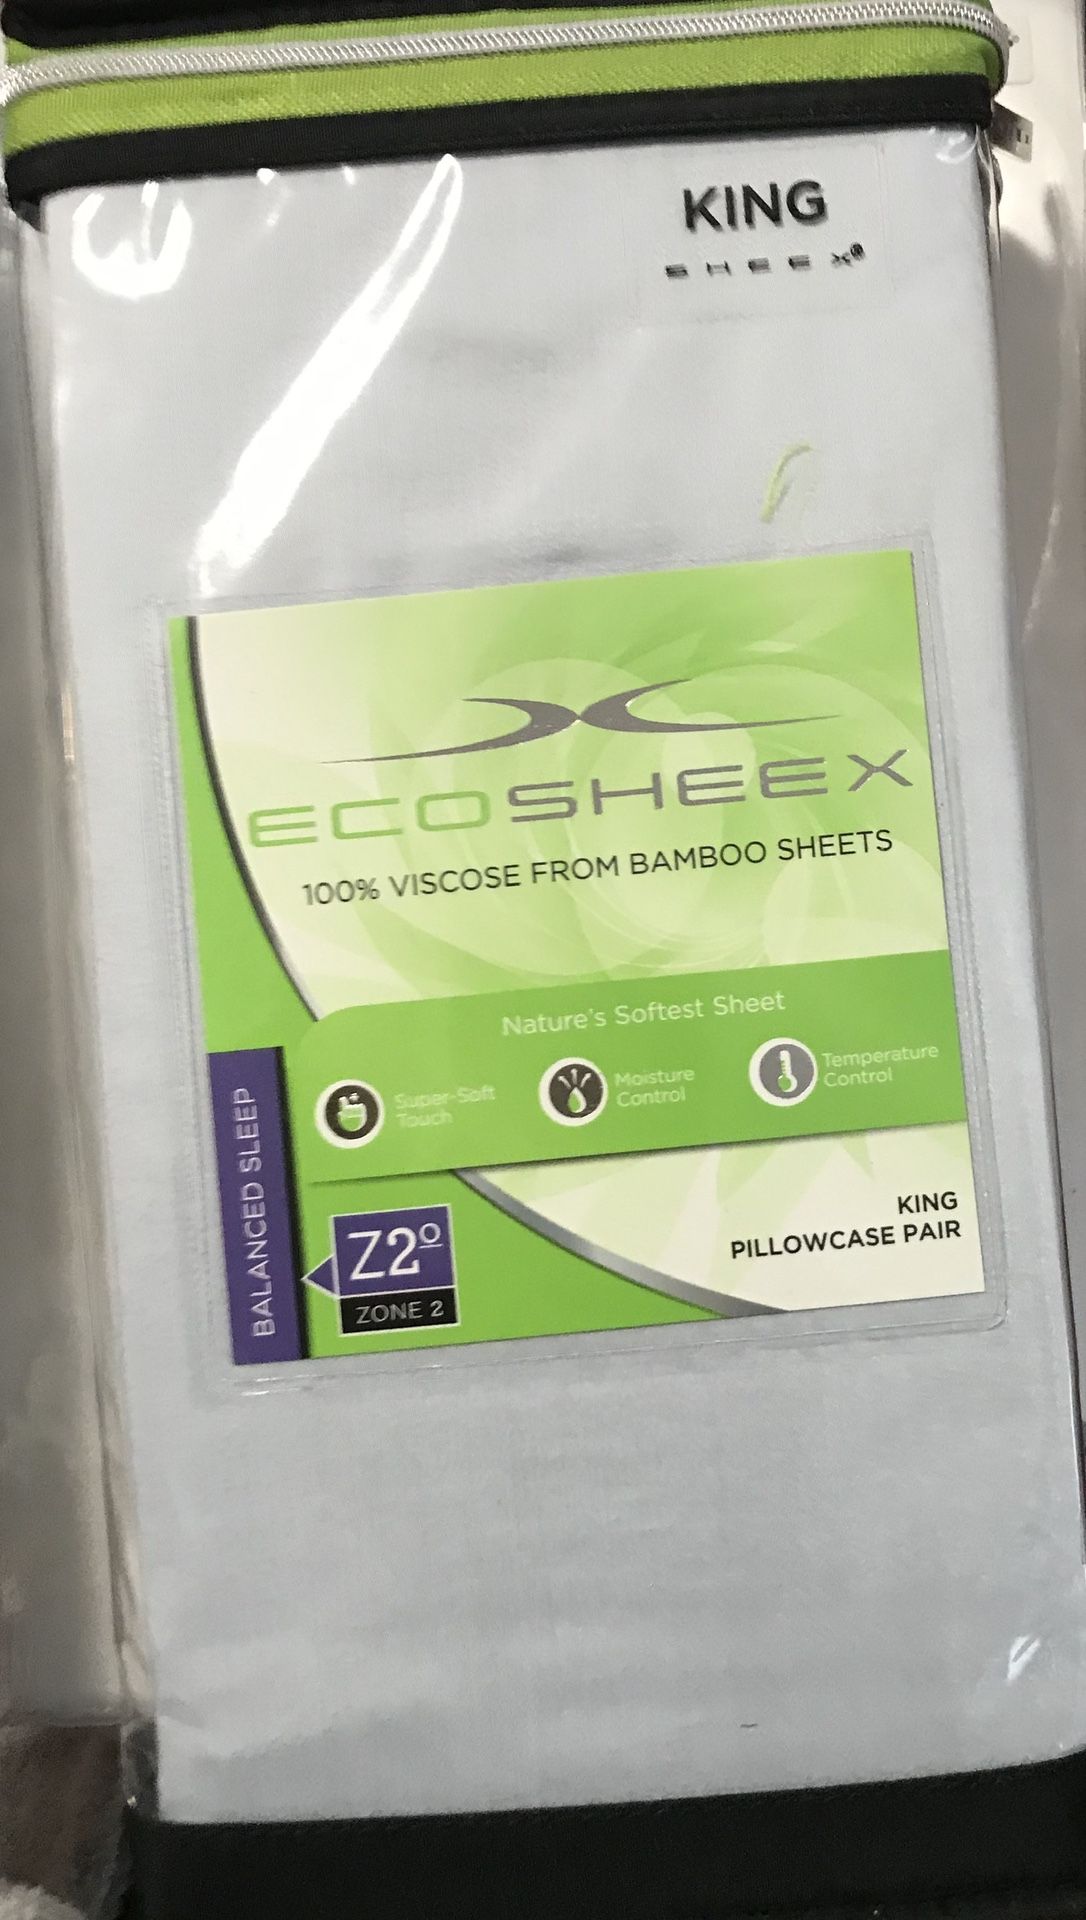 KING
SHEEX®
ECOSHEEX
100% VISCOSE FROM BAMBOO SHEETS
Nature's Softest Sheet
Super-Soft
Touch
Moisture
Control
Temperature
Control
BALANCED SLEEP
Z2º
ZONE 2
KING
PILLOWCASE PAIR